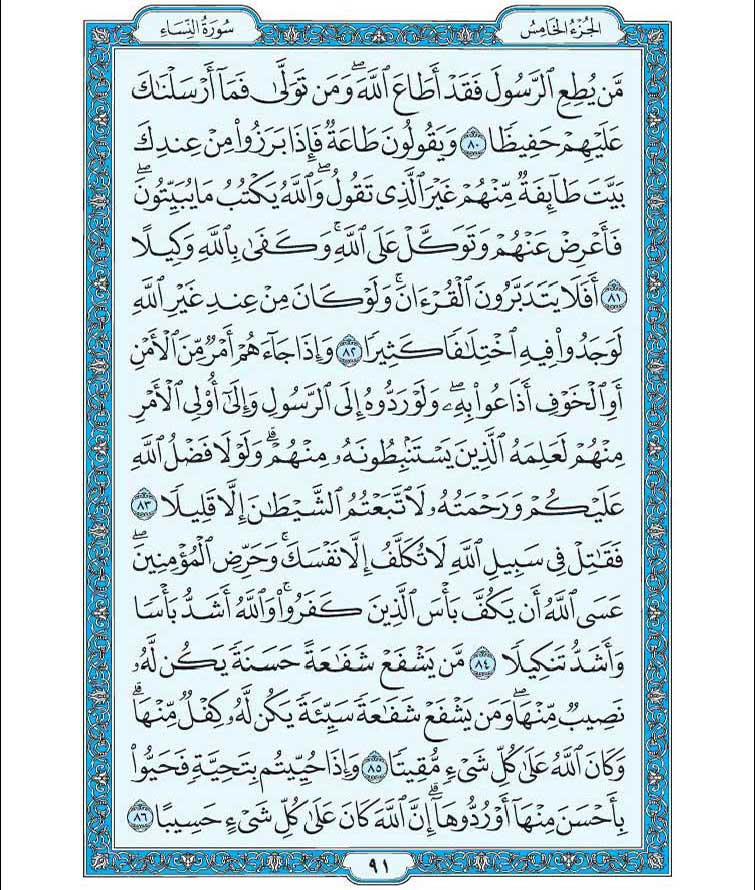 الجُزْءُ الخَامِسُ
سُورَةُ النِّسَاءِ
مَّن يُطِعِ ٱلرَّسُولَ فَقَدْ أَطَاعَ ٱللَّهَۖ وَمَن تَوَلَّىٰ فَمَآ أَرْسَلْنَٰكَ
عَلَيْهِمْ حَفِيظًا ٨٠ وَيَقُولُونَ طَاعَةٌ فَإِذَا بَرَزُوا۟ مِنْ عِندِكَ
بَيَّتَ طَآئِفَةٌ مِّنْهُمْ غَيْرَ ٱلَّذِى تَقُولُۖ وَٱللَّهُ يَكْتُبُ مَا يُبَيِّتُونَۖ
فَأَعْرِضْ عَنْهُمْ وَتَوَكَّلْ عَلَى ٱللَّهِۚ وَكَفَىٰ بِٱللَّهِ وَكِيلًا
٨١ أَفَلَا يَتَدَبَّرُونَ ٱلْقُرْءَانَۚ وَلَوْ كَانَ مِنْ عِندِ غَيْرِ ٱللَّهِ
لَوَجَدُوا۟ فِيهِ ٱخْتِلَٰفًا كَثِيرًا ٨٢ وَإِذَا جَآءَهُمْ أَمْرٌ مِّنَ ٱلْأَمْنِ
أَوِ ٱلْخَوْفِ أَذَاعُوا۟ بِهِۦۖ وَلَوْ رَدُّوهُ إِلَى ٱلرَّسُولِ وَإِلَىٰٓ أُو۟لِى ٱلْأَمْرِ
مِنْهُمْ لَعَلِمَهُ ٱلَّذِينَ يَسْتَنۢبِطُونَهُۥ مِنْهُمْۗ وَلَوْلَا فَضْلُ ٱللَّهِ
عَلَيْكُمْ وَرَحْمَتُهُۥ لَٱتَّبَعْتُمُ ٱلشَّيْطَٰنَ إِلَّا قَلِيلًا ٨٣
فَقَٰتِلْ فِى سَبِيلِ ٱللَّهِ لَا تُكَلَّفُ إِلَّا نَفْسَكَۚ وَحَرِّضِ ٱلْمُؤْمِنِينَۖ
عَسَى ٱللَّهُ أَن يَكُفَّ بَأْسَ ٱلَّذِينَ كَفَرُوا۟ۚ وَٱللَّهُ أَشَدُّ بَأْسًا
وَأَشَدُّ تَنكِيلًا ٨٤ مَّن يَشْفَعْ شَفَٰعَةً حَسَنَةً يَكُن لَّهُۥ
نَصِيبٌ مِّنْهَاۖ وَمَن يَشْفَعْ شَفَٰعَةً سَيِّئَةً يَكُن لَّهُۥ كِفْلٌ مِّنْهَاۗ
وَكَانَ ٱللَّهُ عَلَىٰ كُلِّ شَىْءٍ مُّقِيتًا ٨٥ وَإِذَا حُيِّيتُم بِتَحِيَّةٍ فَحَيُّوا۟
بِأَحْسَنَ مِنْهَآ أَوْ رُدُّوهَآۗ إِنَّ ٱللَّهَ كَانَ عَلَىٰ كُلِّ شَىْءٍ حَسِيبًا ٨٦
٩١